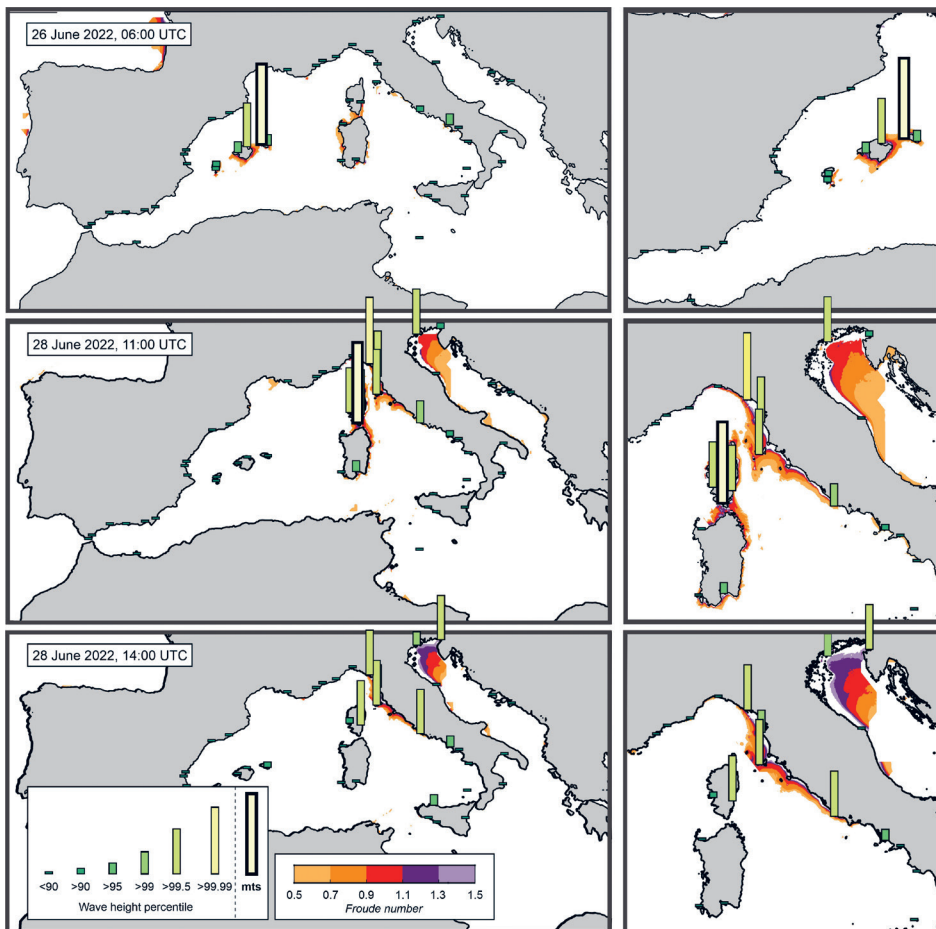 26 June 2022, 06:00 UTC
28 June 2022, 11:00 UTC
28 June 2022, 14:00 UTC
<90 >90 >95 >99 >99.5 >99.99 mts
Wave height percentile
0.5 0.7 0.9 1.1 1.3 1.5
Froude number